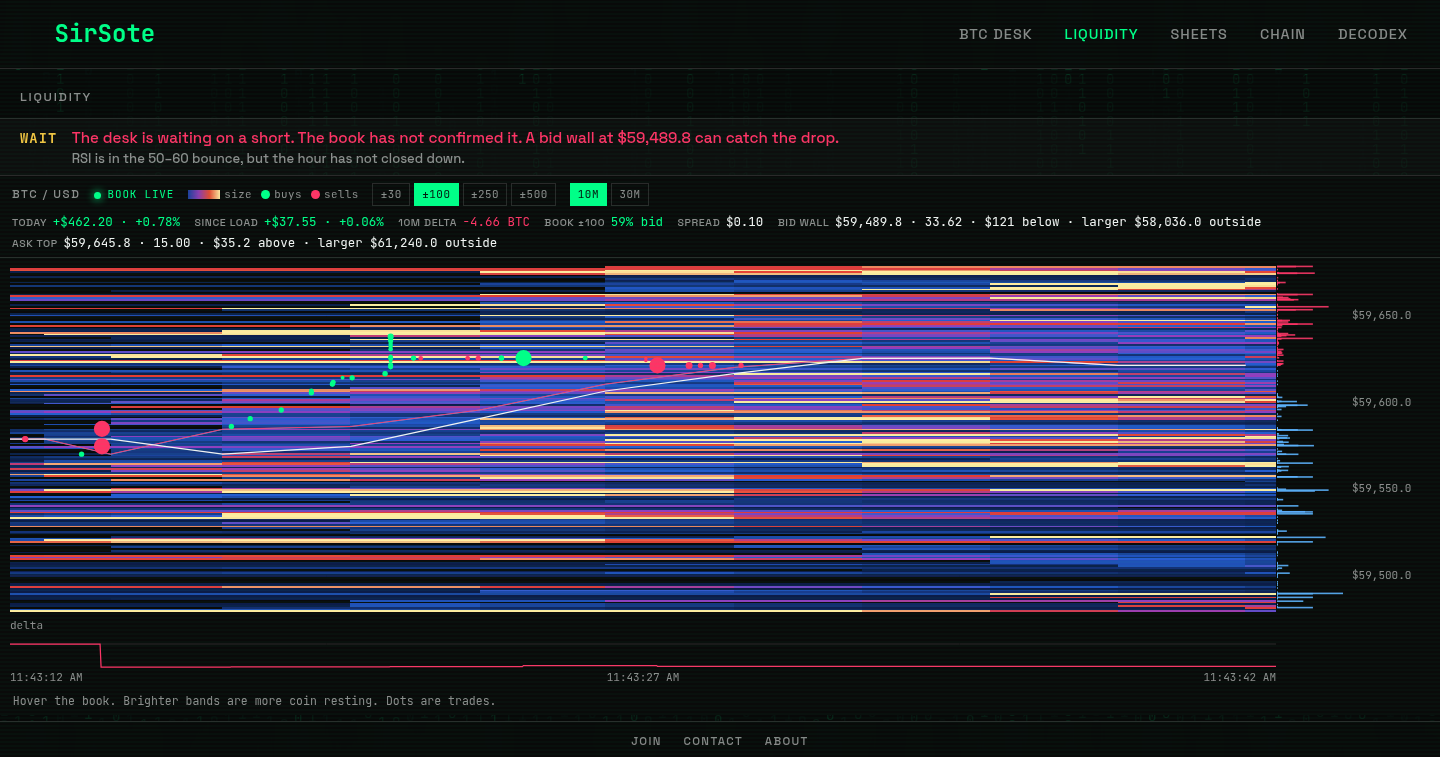 SirSote
BTC DESK LIQUIDITY SHEETS CHAIN DECODEX
LIQUIDITY
WAIT The desk is waiting on a short. The book has not confirmed it. A bid wall at $59,489.8 can catch the drop.
RSI is in the 50–60 bounce, but the hour has not closed down.
BTC / USD BOOK LIVE size buys sells ±30 ±100 ±250 ±500 10M 30M
TODAY +$462.20 · +0.78% SINCE LOAD +$37.55 · +0.06% 10M DELTA -4.66 BTC BOOK ±100 59% bid SPREAD $0.10 BID WALL $59,489.8 · 33.62 · $121 below · larger $58,036.0 outside
ASK TOP $59,645.8 · 15.00 · $35.2 above · larger $61,240.0 outside
$59,650.0
$59,600.0
$59,550.0
$59,500.0
delta
11:43:12 AM 11:43:27 AM 11:43:42 AM
Hover the book. Brighter bands are more coin resting. Dots are trades.
JOIN CONTACT ABOUT